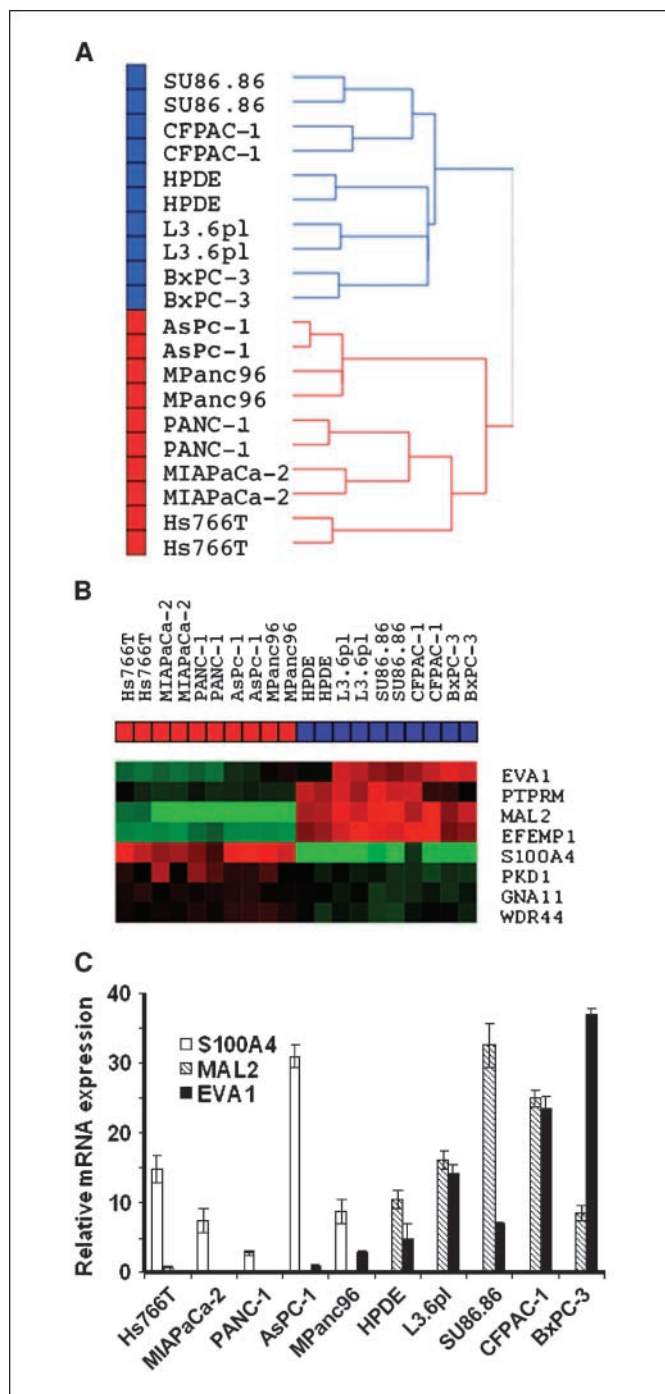 A
SU86.86
SU86.86
CFPAC-1
CFPAC-1
HPDE
HPDE
L3.6pl
L3.6pl
BxPC-3
BxPC-3
AsPc-1
AsPc-1
MPanc96
MPanc96
PANC-1
PANC-1
MIAPaCa-2
MIAPaCa-2
Hs766T
Hs766T
B
Hs766T
Hs766T
MIAPaCa-2
MIAPaCa-2
PANC-1
PANC-1
AsPc-1
AsPc-1
MPanc96
MPanc96
HPDE
HPDE
L3.6pl
L3.6pl
SU86.86
SU86.86
CFPAC-1
CFPAC-1
BxPC-3
BxPC-3
EVA1
PTPRM
MAL2
EFEMP1
S100A4
PKD1
GNA11
WDR44
C
Relative mRNA expression
40
30
20
10
0
S100A4
MAL2
EVA1
Hs766T
MIAPaCa-2
PANC-1
AsPC-1
MPanc96
HPDE
L3.6pl
SU86.86
CFPAC-1
BxPC-3